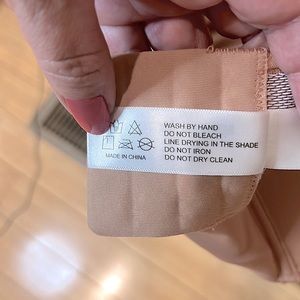 WASH BY HAND
DO NOT BLEACH
LINE DRYING IN THE SHADE
DO NOT IRON
DO NOT DRY CLEAN
MADE IN CHINA